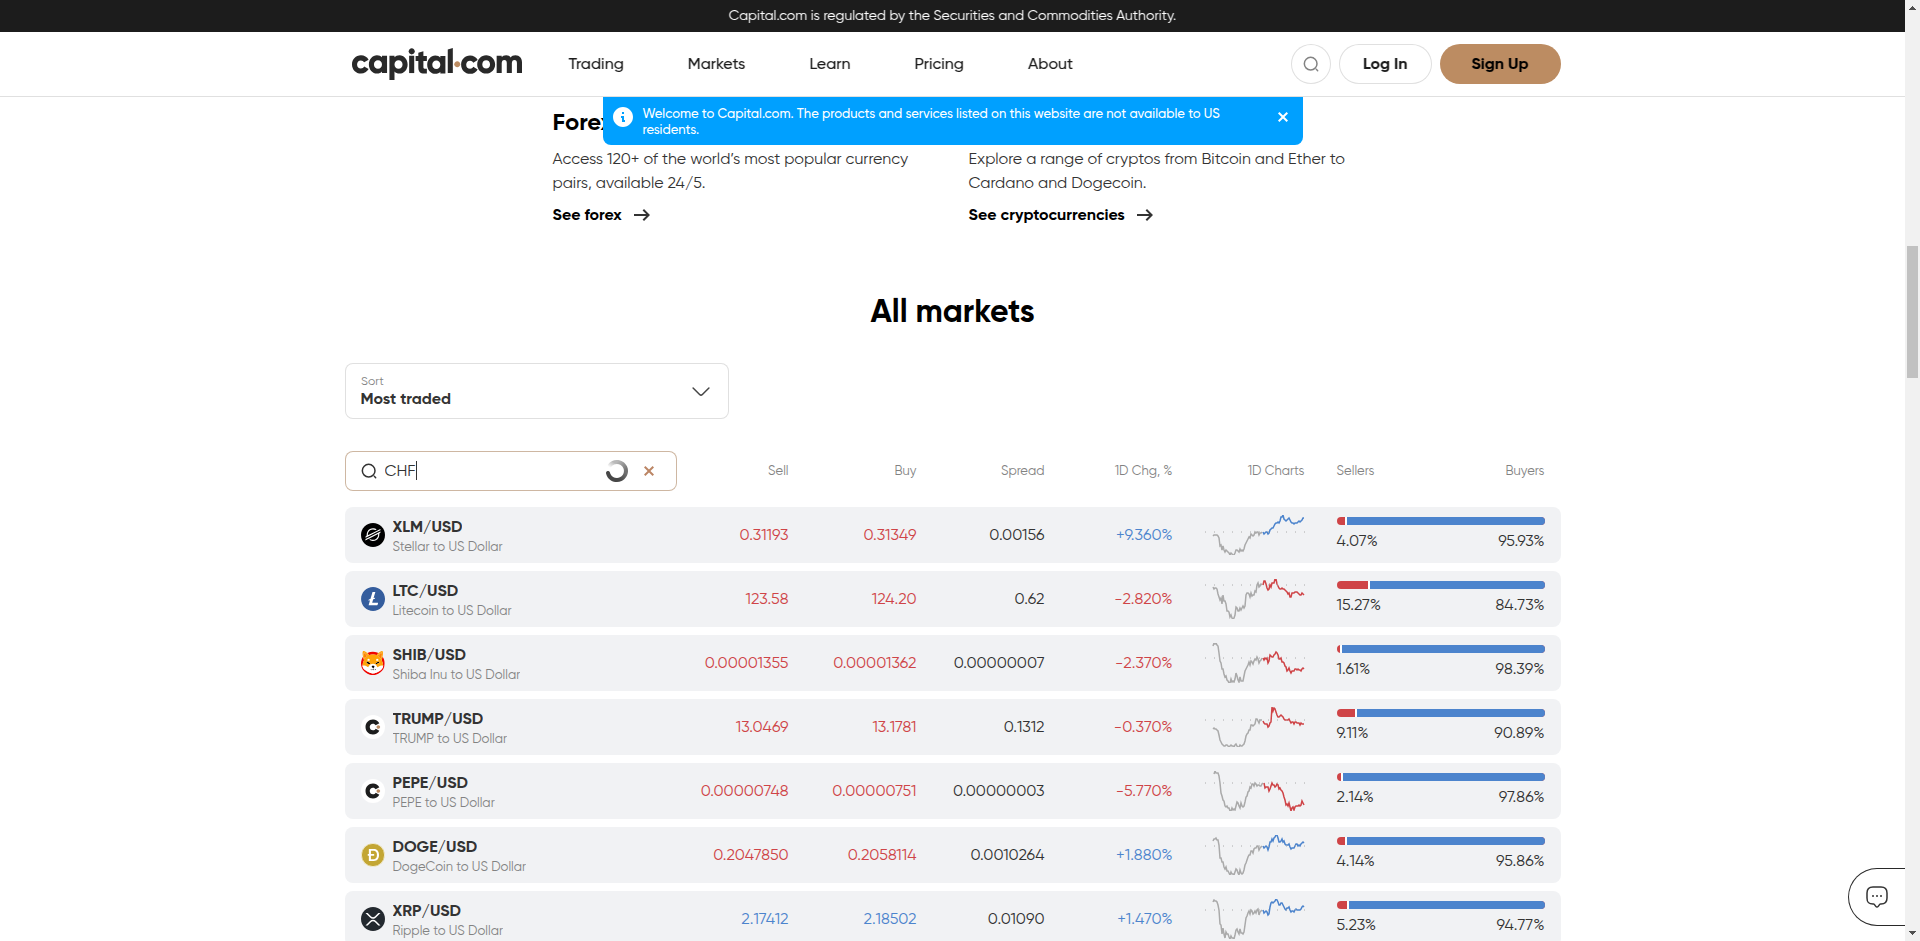 Capital.com is regulated by the Securities and Commodities Authority.
capital.com
Trading
Markets
Learn
Pricing
About
Log In
Sign Up
Welcome to Capital.com. The products and services listed on this website are not available to US
residents.
Access 120+ of the world's most popular currency
pairs, available 24/5.
See forex
Explore a range of cryptos from Bitcoin and Ether to
Cardano and Dogecoin.
See cryptocurrencies
All markets
Sort
Most traded
CHF
Sell
Buy
Spread
1D Chg, %
1D Charts
Sellers
Buyers
XLM/USD
Stellar to US Dollar
0.31193
0.31349
0.00156
+9.360%
4.07%
95.93%
LTC/USD
Litecoin to US Dollar
123.58
124.20
0.62
-2.820%
15.27%
84.73%
SHIB/USD
Shiba Inu to US Dollar
0.00001355
0.00001362
0.00000007
-2.370%
1.61%
98.39%
TRUMP/USD
TRUMP to US Dollar
13.0469
13.1781
0.1312
-0.370%
9.11%
90.89%
PEPE/USD
PEPE to US Dollar
0.00000748
0.00000751
0.00000003
-5.770%
2.14%
97.86%
DOGE/USD
DogeCoin to US Dollar
0.2047850
0.2058114
0.0010264
+1.880%
4.14%
95.86%
XRP/USD
Ripple to US Dollar
2.17412
2.18502
0.01090
+1.470%
5.23%
94.77%